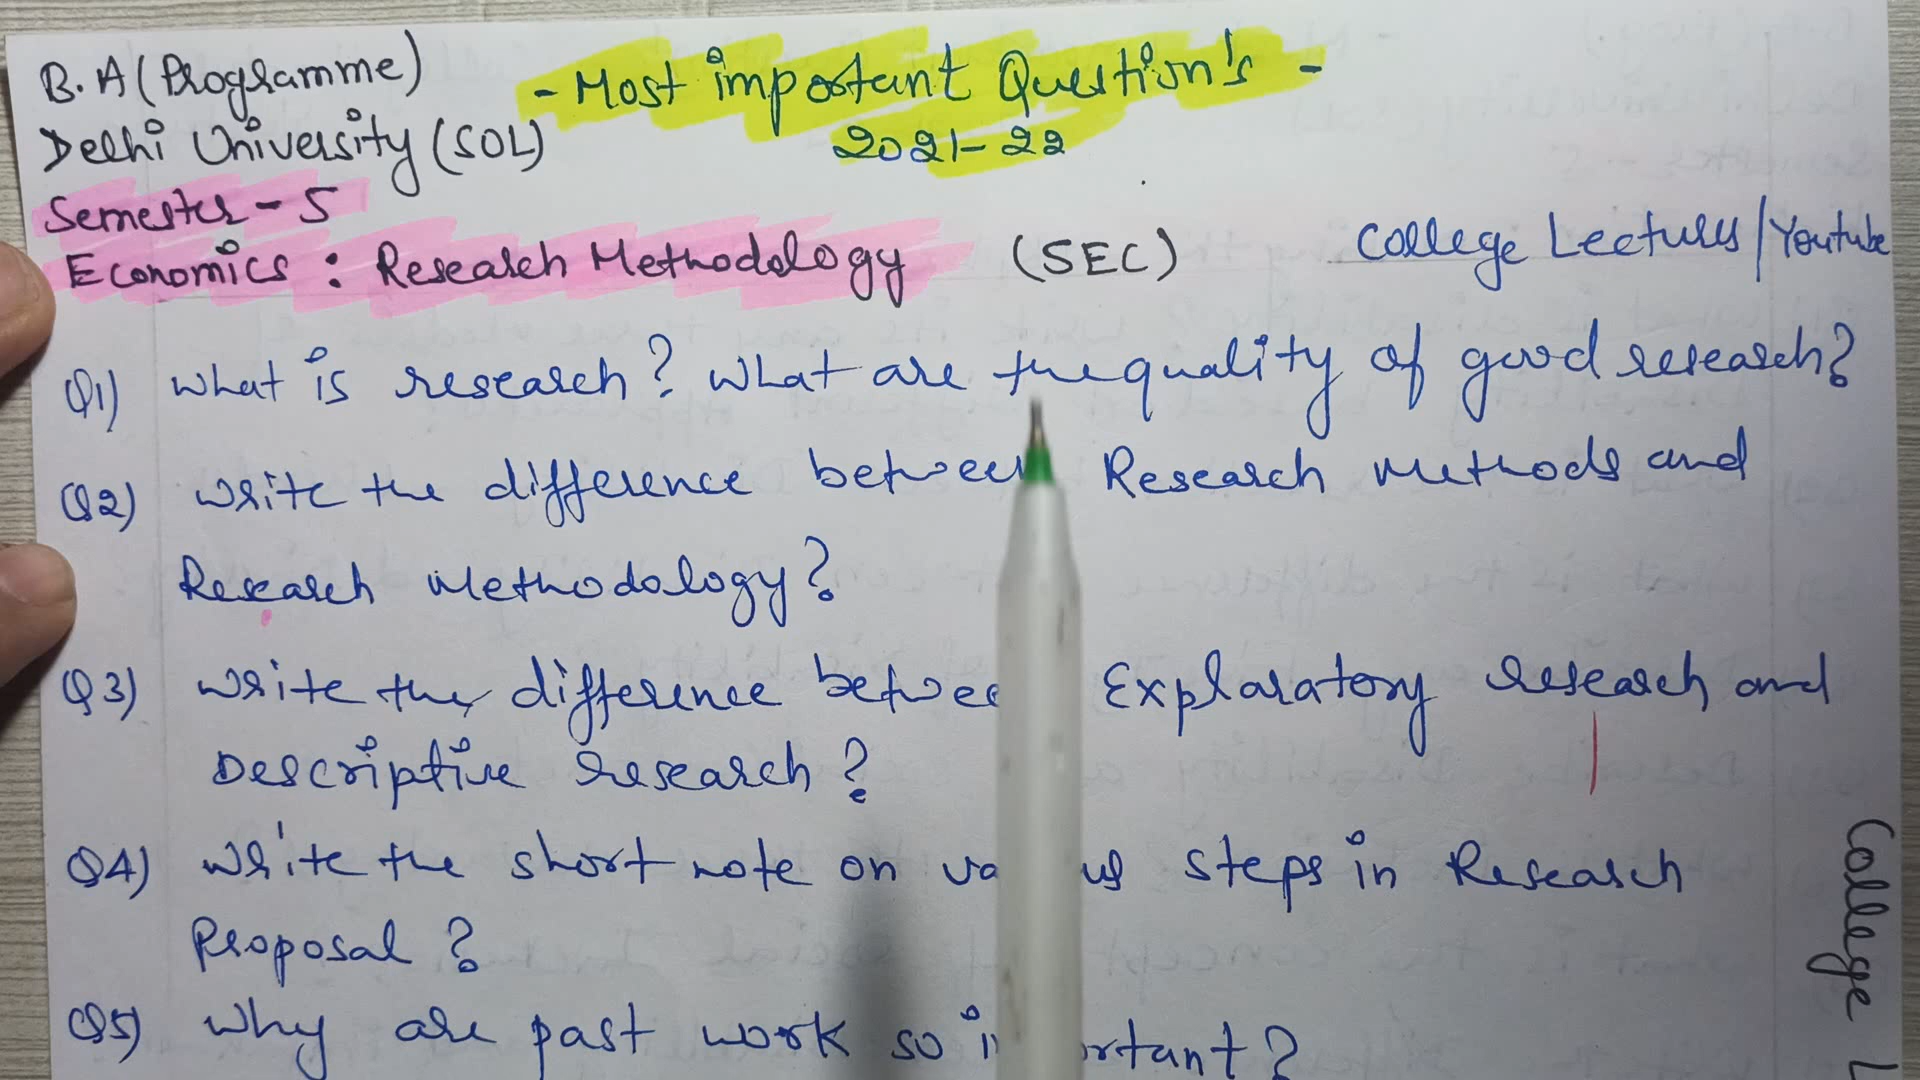 B.A (Programme)
Delhi University (SOL)
- Most important Question's -
2021-22
Semester - 5
Economics : Research Methodology (SEC)
College Lectures / Youtube
Q1) What is research? What are the quality of good research?
Q2) Write the difference between Research Methods and
Research Methodology?
Q3) Write the difference between Explaratory research and
Descriptive research?
Q4) Write the short note on various steps in Research
Proposal?
Q5) Why are past work so important?
College L